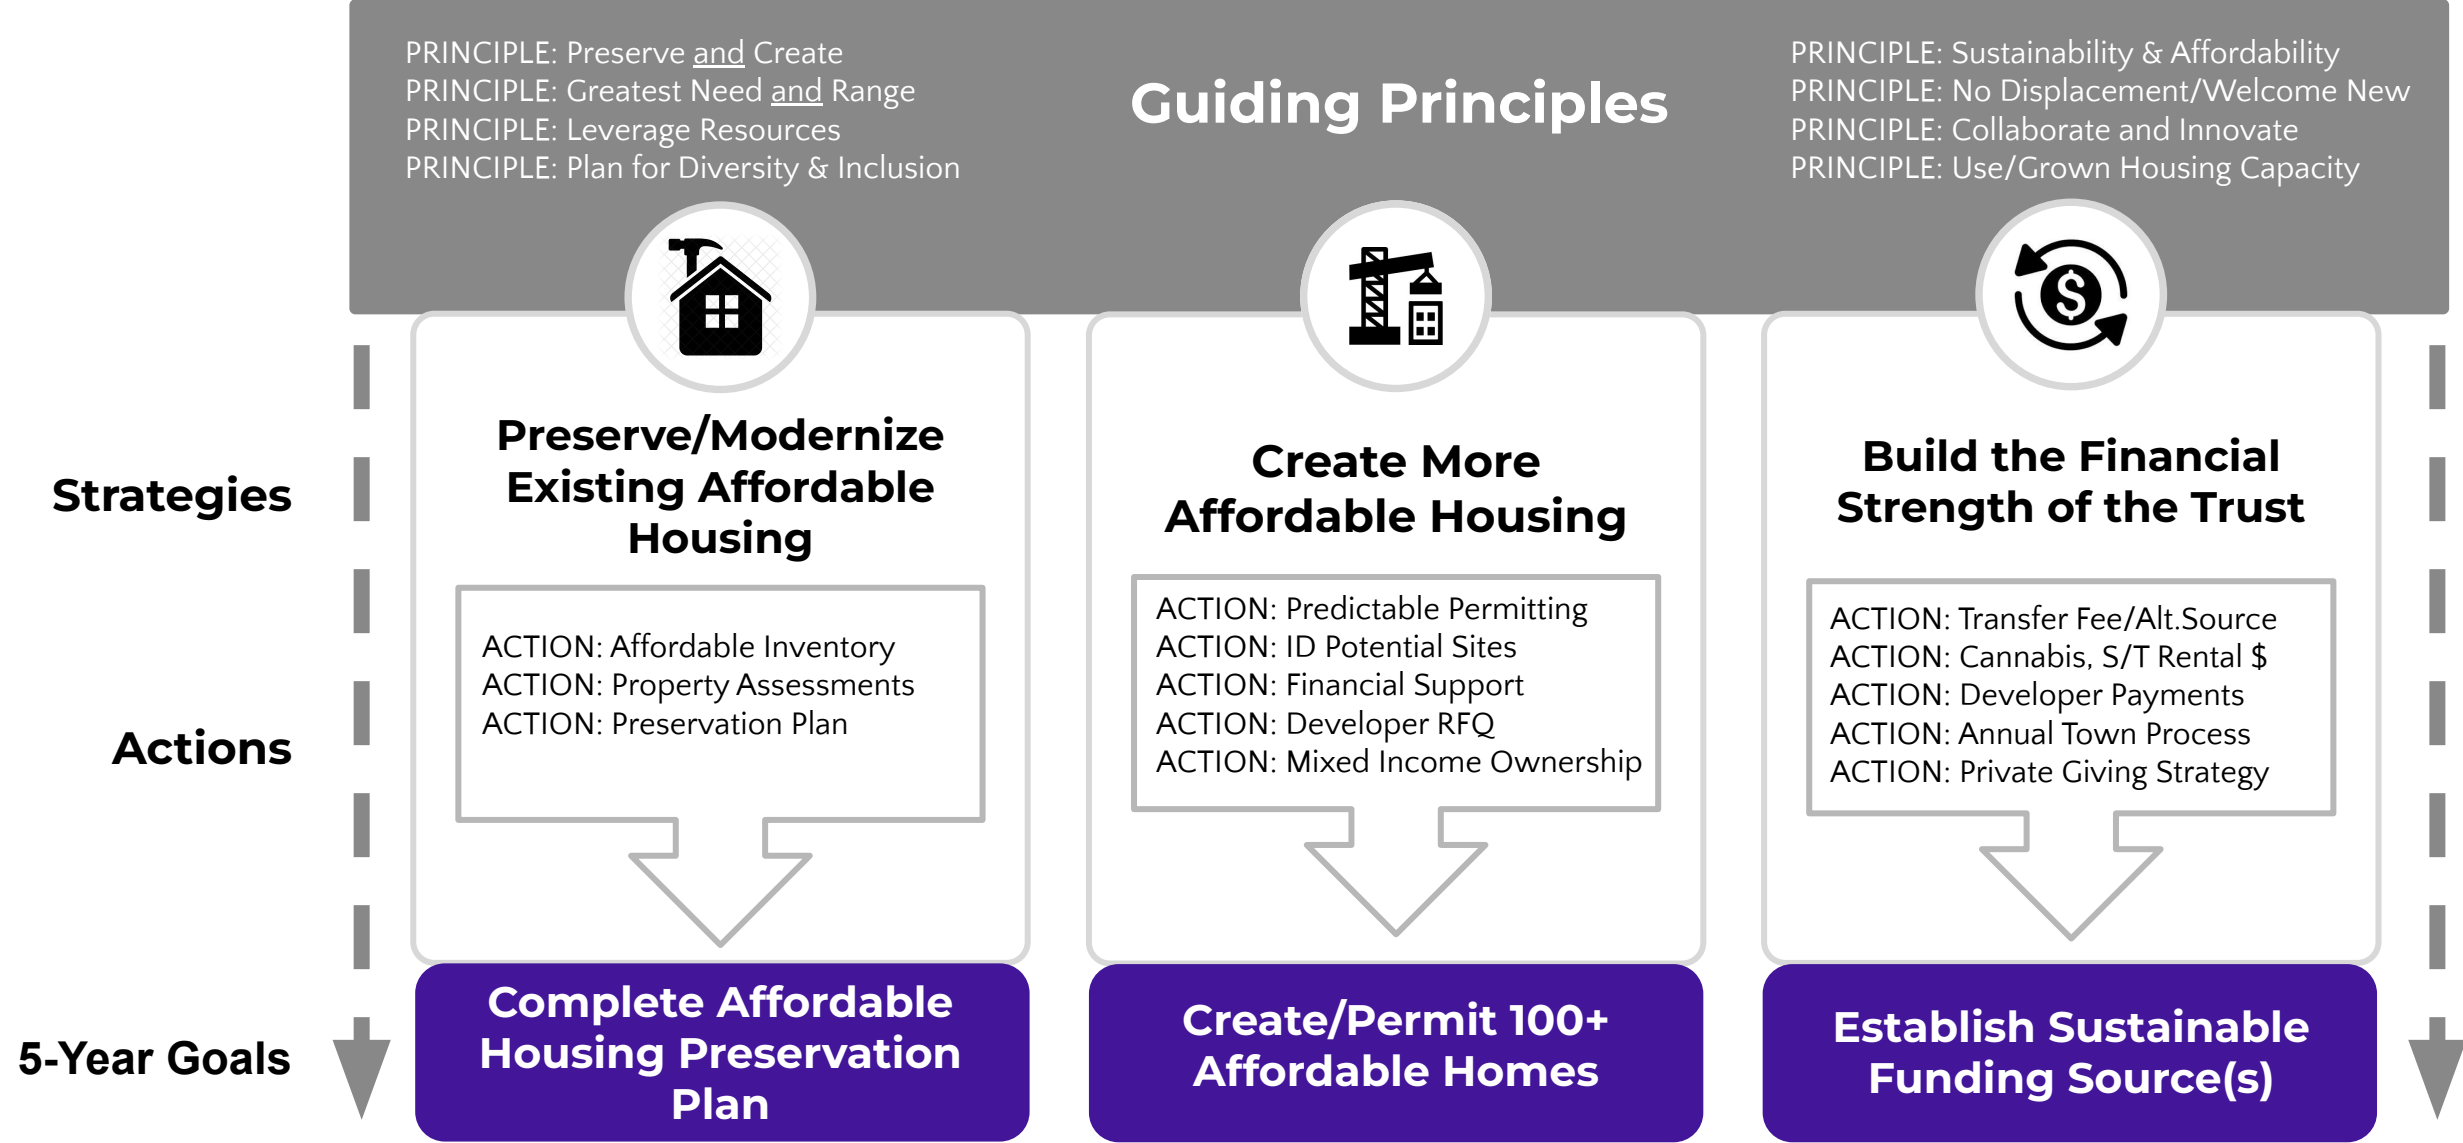 PRINCIPLE: Preserve and Create
PRINCIPLE: Greatest Need and Range
PRINCIPLE: Leverage Resources
PRINCIPLE: Plan for Diversity & Inclusion
Guiding Principles
PRINCIPLE: Sustainability & Affordability
PRINCIPLE: No Displacement/Welcome New
PRINCIPLE: Collaborate and Innovate
PRINCIPLE: Use/Grown Housing Capacity
Strategies
Preserve/Modernize
Existing Affordable
Housing
Create More
Affordable Housing
Build the Financial
Strength of the Trust
Actions
ACTION: Affordable Inventory
ACTION: Property Assessments
ACTION: Preservation Plan
ACTION: Predictable Permitting
ACTION: ID Potential Sites
ACTION: Financial Support
ACTION: Developer RFQ
ACTION: Mixed Income Ownership
ACTION: Transfer Fee/Alt.Source
ACTION: Cannabis, S/T Rental $
ACTION: Developer Payments
ACTION: Annual Town Process
ACTION: Private Giving Strategy
5-Year Goals
Complete Affordable
Housing Preservation
Plan
Create/Permit 100+
Affordable Homes
Establish Sustainable
Funding Source(s)